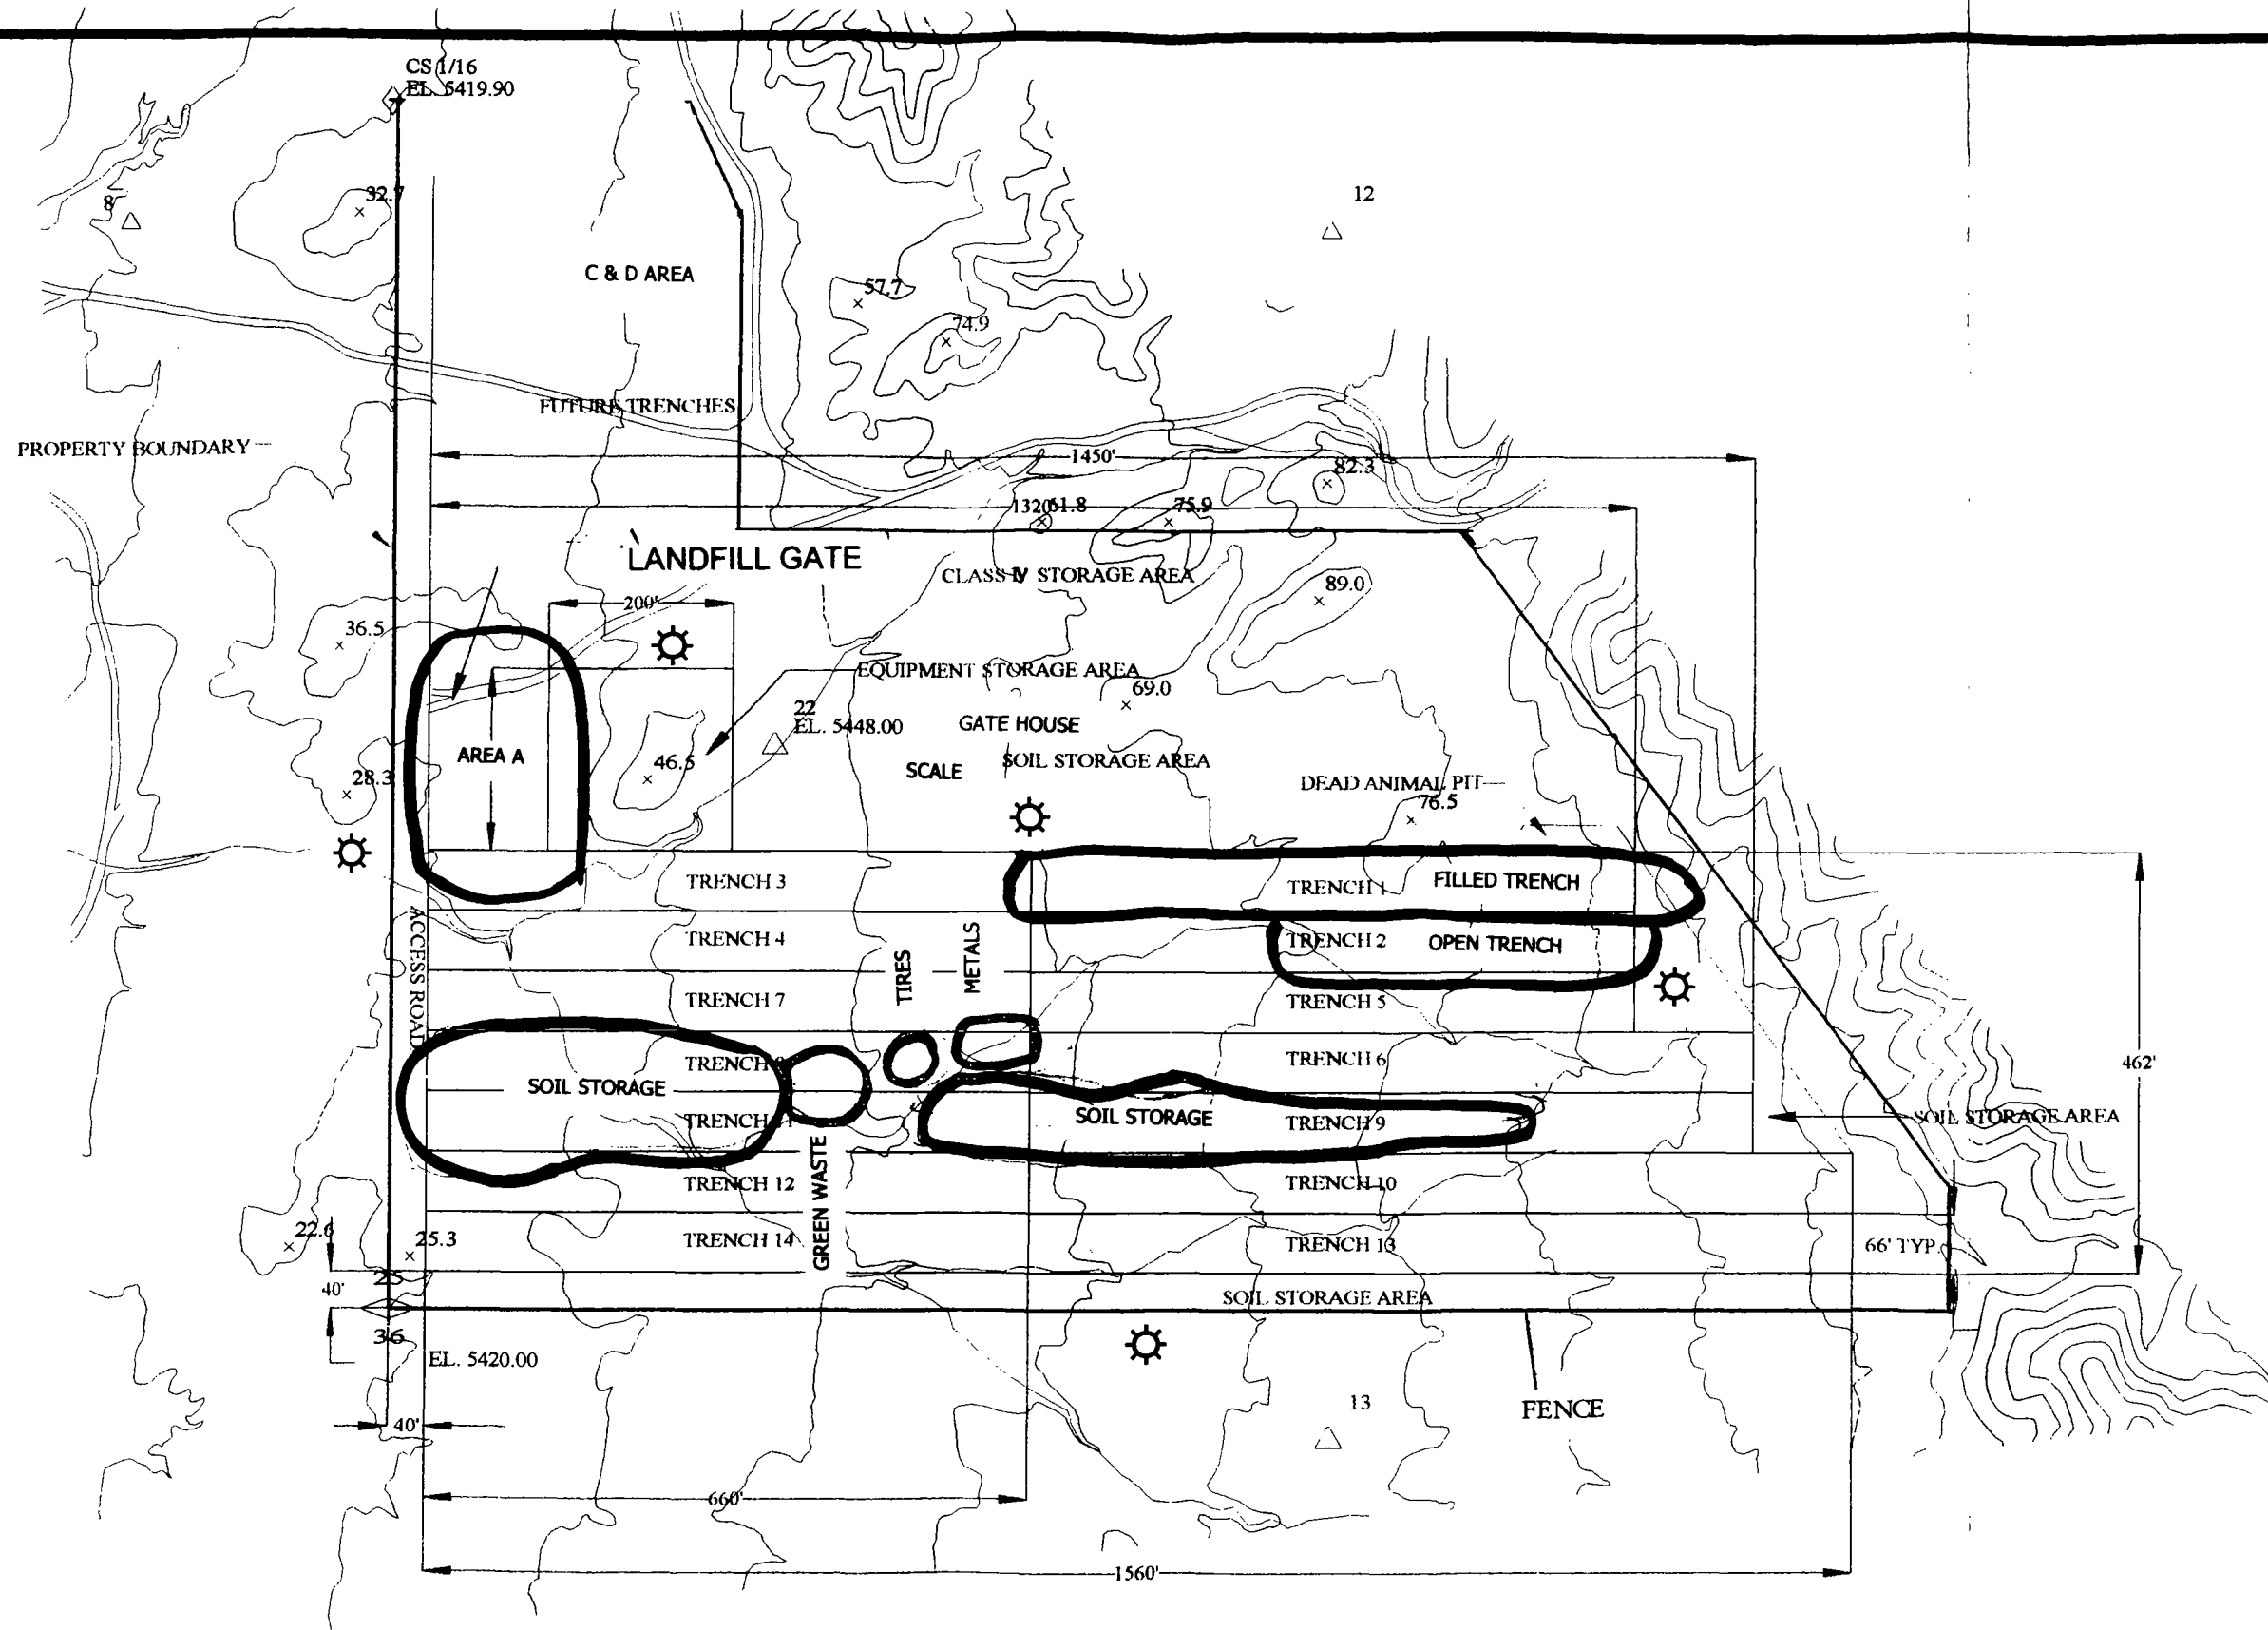 CS 1/16
EL. 5419.90
8
32.7
12
C & D AREA
57.7
74.9
FUTURE TRENCHES
PROPERTY BOUNDARY
1450'
82.3
1320'
61.8
75.9
LANDFILL GATE
CLASS IV STORAGE AREA
89.0
200'
36.5
EQUIPMENT STORAGE AREA
69.0
22
EL. 5448.00
GATE HOUSE
AREA A
46.5
SCALE
SOIL STORAGE AREA
28.3
DEAD ANIMAL PIT
76.5
TRENCH 3
TRENCH 1
FILLED TRENCH
ACCESS ROAD
TRENCH 4
TIRES
METALS
TRENCH 2
OPEN TRENCH
TRENCH 7
TRENCH 5
TRENCH
TRENCH 6
462'
SOIL STORAGE
SOIL STORAGE
TRENCH 11
TRENCH 9
SOIL STORAGE AREA
GREEN WASTE
TRENCH 12
TRENCH 10
22.6
25.3
TRENCH 14
TRENCH 13
66' TYP.
25
40'
SOIL STORAGE AREA
36
EL. 5420.00
13
FENCE
40'
660'
1560'